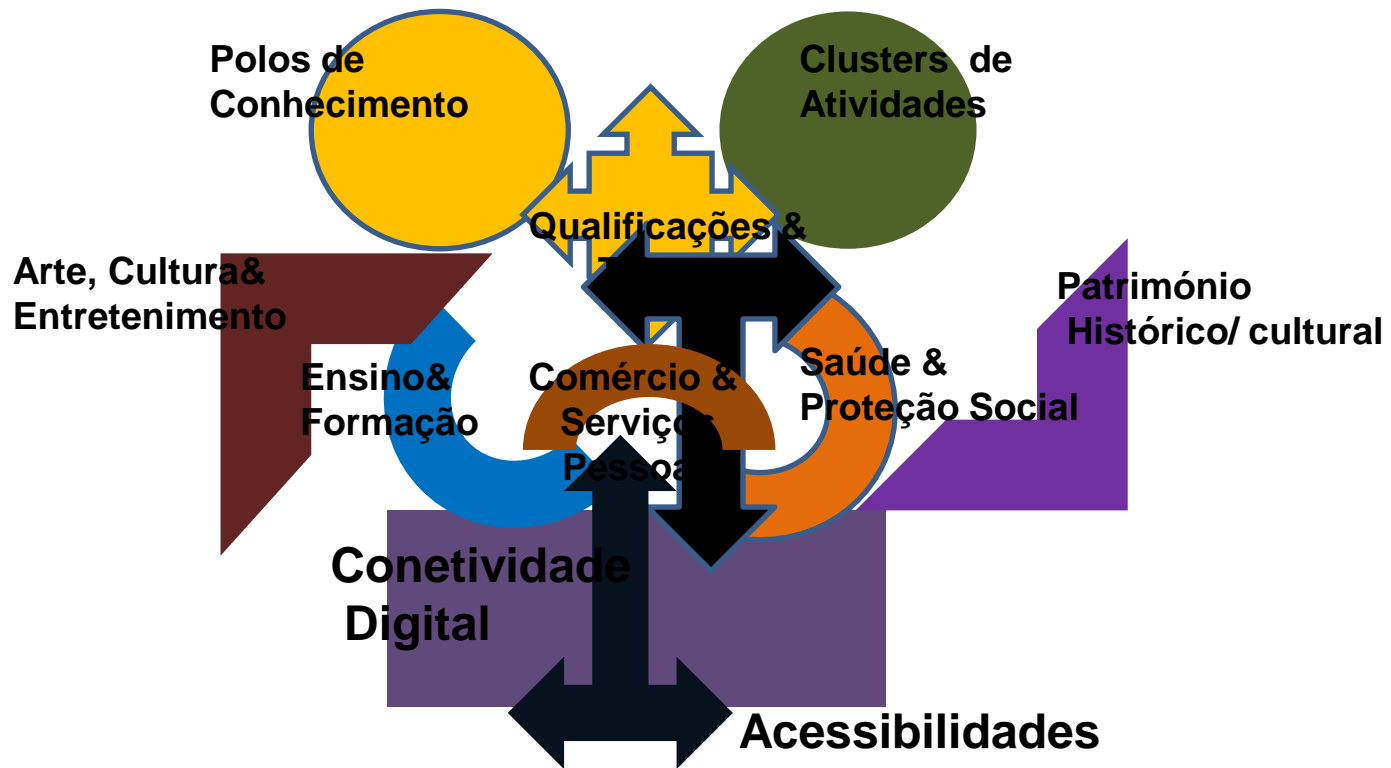 Polos de
Conhecimento
Clusters de
Atividades
Qualificações &
Arte, Cultura&
Entretenimento
Património
Histórico/ cultural
Ensino&
Formação
Comércio &
Saúde &
Proteção Social
Conetividade
Digital
Acessibilidades